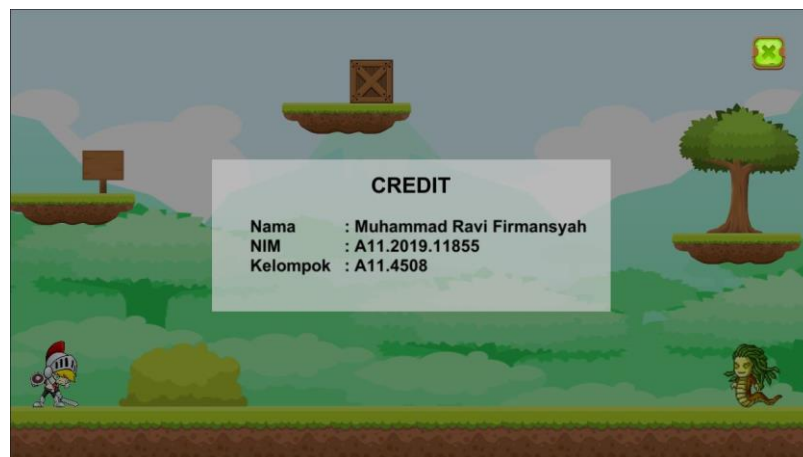 CREDIT
Nama : Muhammad Ravi Firmansyah
NIM : A11.2019.11855
Kelompok : A11.4508